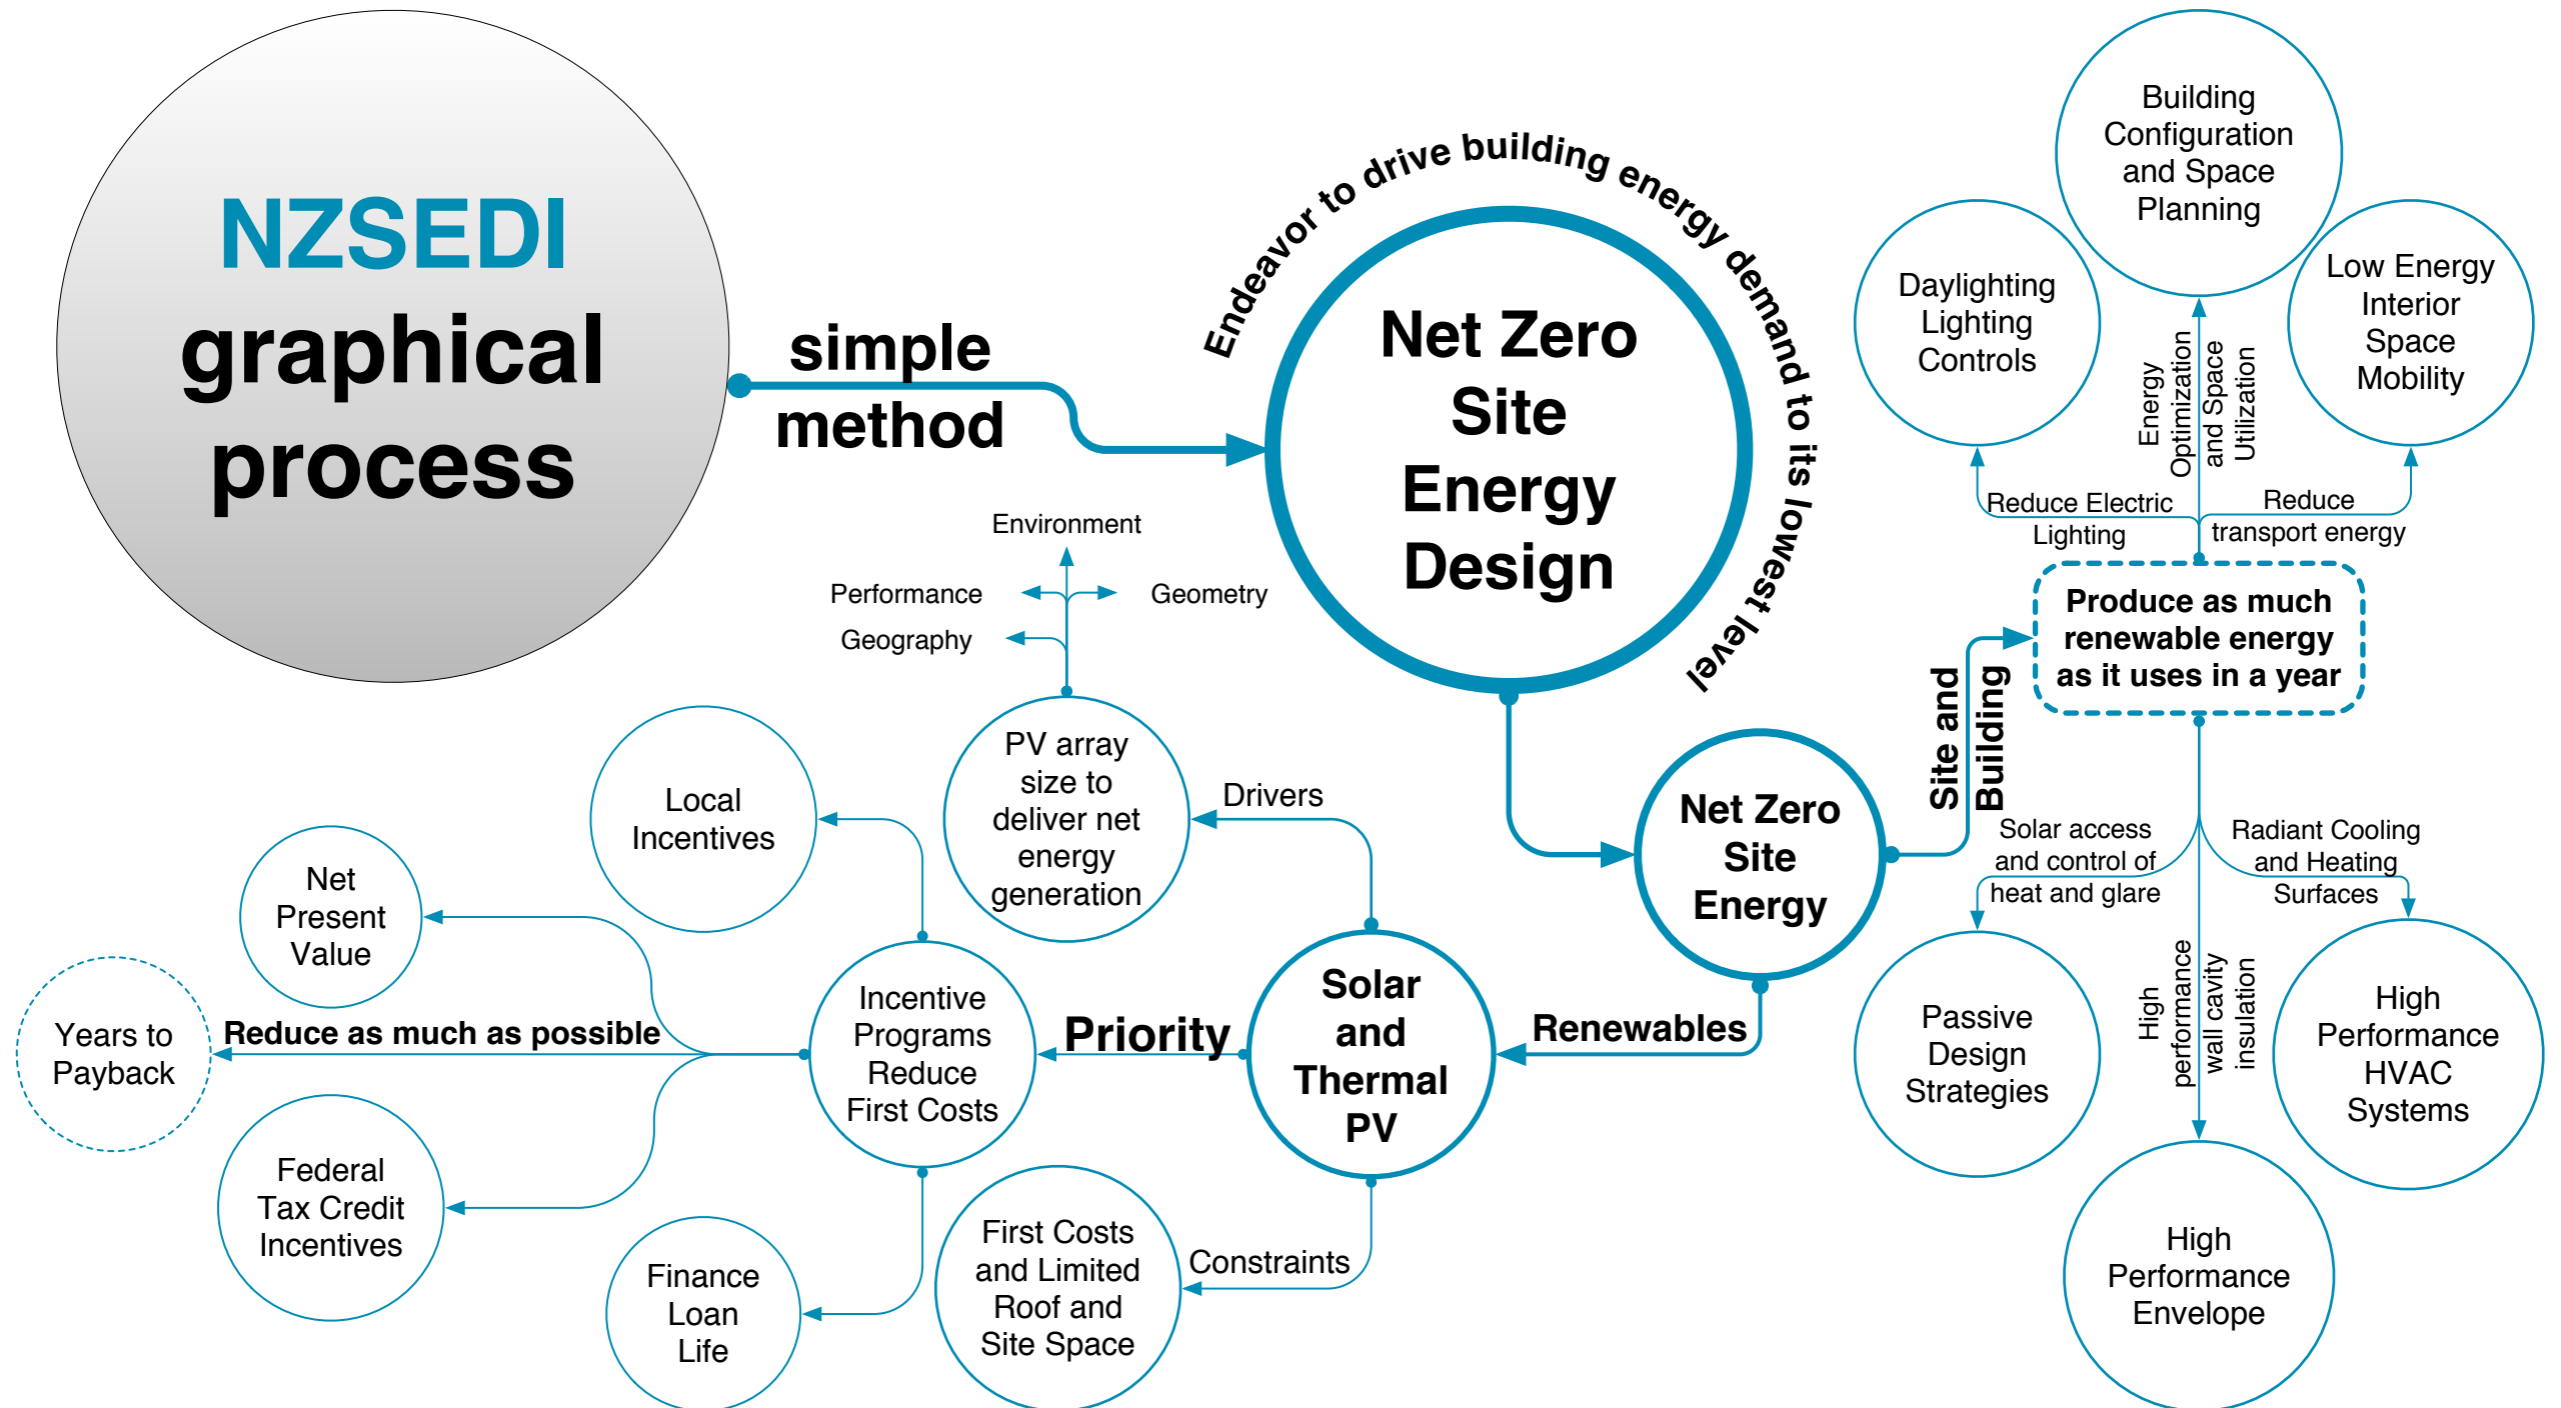 NZSEDI
graphical
process
simple
method
Endeavor to drive building energy demand to its lowest level
Net Zero
Site
Energy
Design
Building
Configuration
and Space
Planning
Daylighting
Lighting
Controls
Low Energy
Interior
Space
Mobility
Energy
Optimization
and Space
Utilization
Reduce Electric
Lighting
Reduce
transport energy
Produce as much
renewable energy
as it uses in a year
Site and
Building
Net Zero
Site
Energy
Solar access
and control of
heat and glare
Radiant Cooling
and Heating
Surfaces
High
performance
wall cavity
insulation
Passive
Design
Strategies
High
Performance
HVAC
Systems
High
Performance
Envelope
Renewables
Solar
and
Thermal
PV
Drivers
PV array
size to
deliver net
energy
generation
Environment
Performance
Geometry
Geography
Constraints
First Costs
and Limited
Roof and
Site Space
Priority
Incentive
Programs
Reduce
First Costs
Local
Incentives
Net
Present
Value
Reduce as much as possible
Years to
Payback
Federal
Tax Credit
Incentives
Finance
Loan
Life